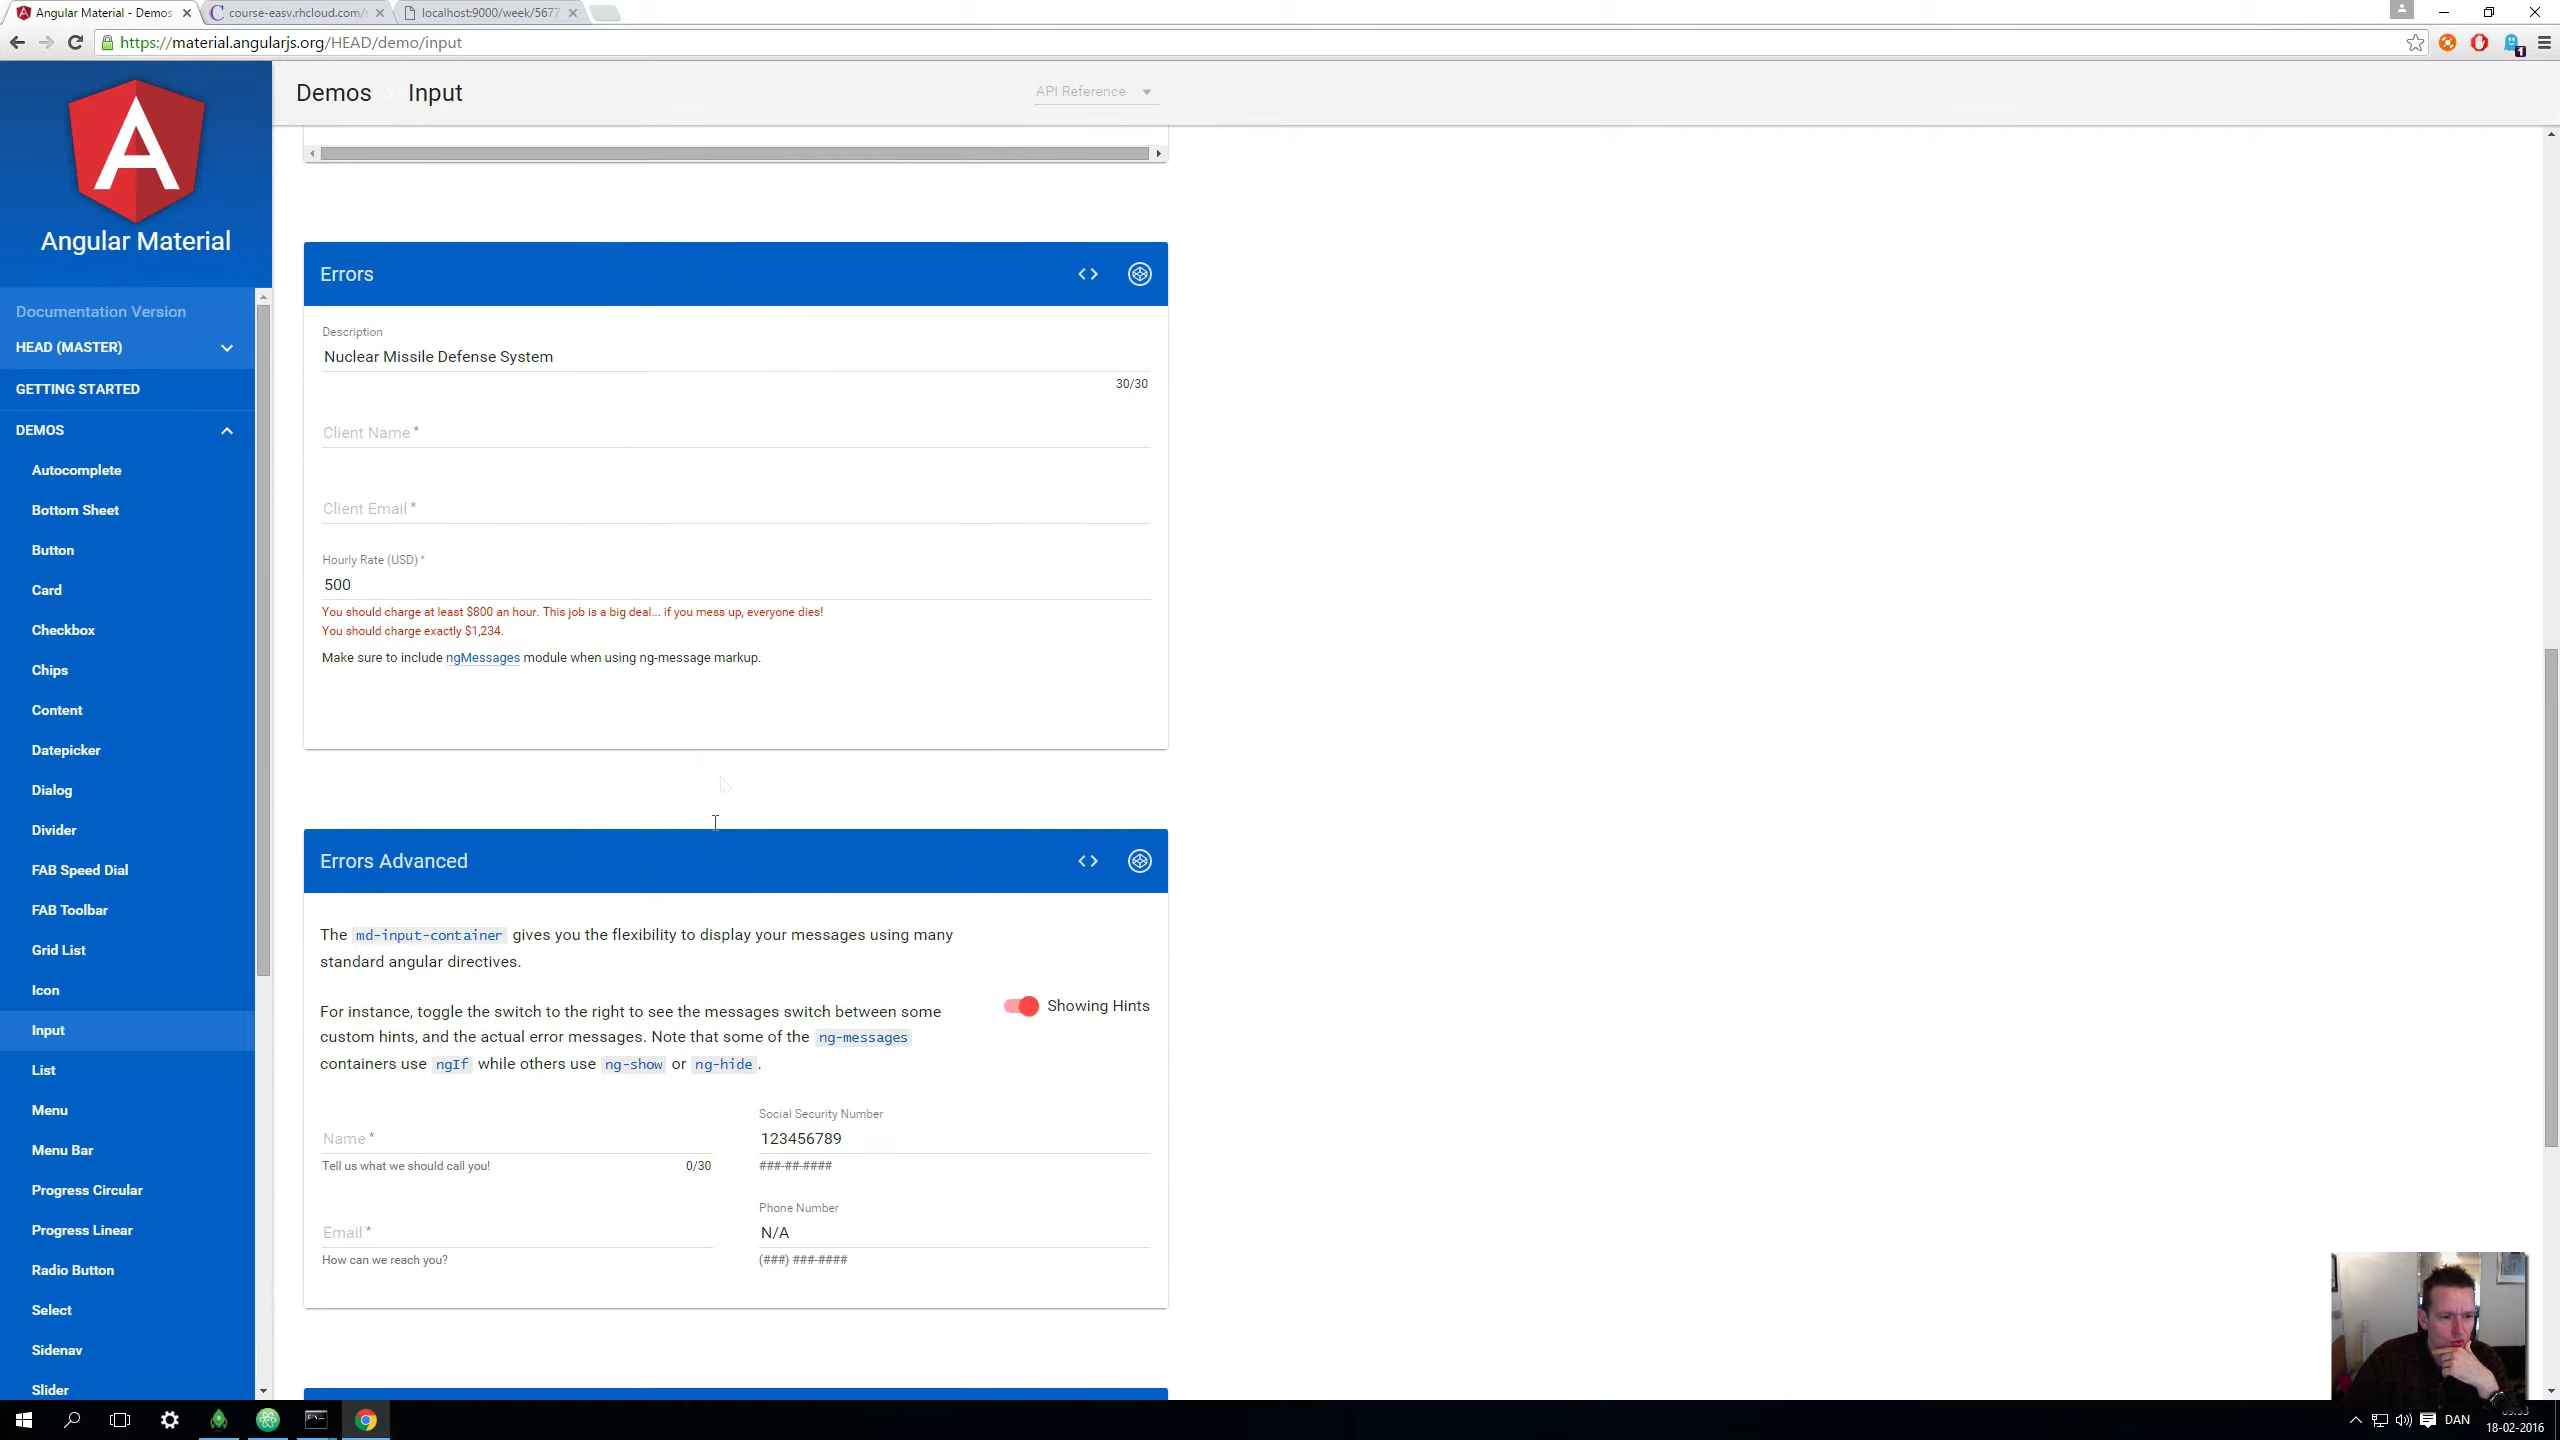 Angular Material - Demos
course-easv.rhcloud.com/
localhost:9000/week/5677
https://material.angularjs.org/HEAD/demo/input
1
Angular Material
Demos
Input
API Reference
Documentation Version
HEAD (MASTER)
GETTING STARTED
DEMOS
Autocomplete
Bottom Sheet
Button
Card
Checkbox
Chips
Content
Datepicker
Dialog
Divider
FAB Speed Dial
FAB Toolbar
Grid List
Icon
Input
List
Menu
Menu Bar
Progress Circular
Progress Linear
Radio Button
Select
Sidenav
Slider
Errors
Description
Nuclear Missile Defense System
30/30
Client Name *
Client Email *
Hourly Rate (USD) *
500
You should charge at least $800 an hour. This job is a big deal... if you mess up, everyone dies!
You should charge exactly $1,234.
Make sure to include ngMessages module when using ng-message markup.
Errors Advanced
The md-input-container gives you the flexibility to display your messages using many
standard angular directives.
For instance, toggle the switch to the right to see the messages switch between some
custom hints, and the actual error messages. Note that some of the ng-messages
containers use ngIf while others use ng-show or ng-hide.
Showing Hints
Name *
Tell us what we should call you!
0/30
Social Security Number
123456789
###-##-####
Email *
How can we reach you?
Phone Number
N/A
(###) ###-####
DAN
18-02-2016